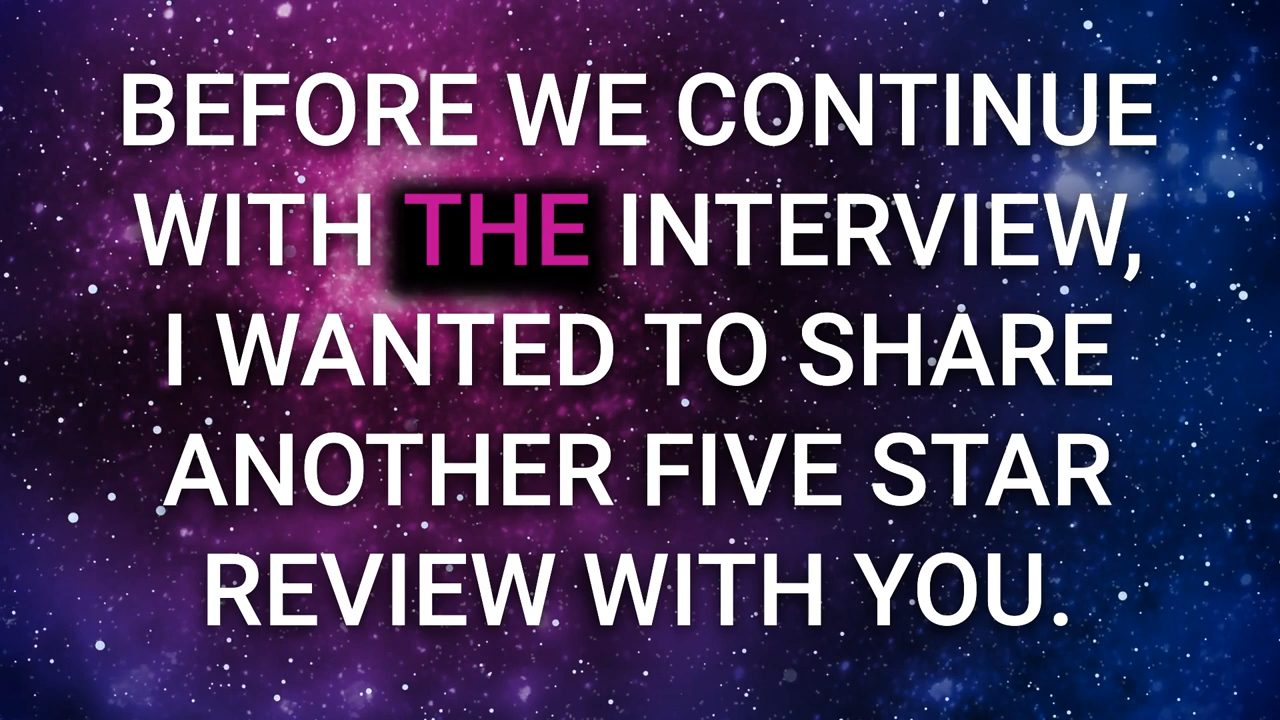 BEFORE WE CONTINUE
WITH THE INTERVIEW,
I WANTED TO SHARE
ANOTHER FIVE STAR
REVIEW WITH YOU.